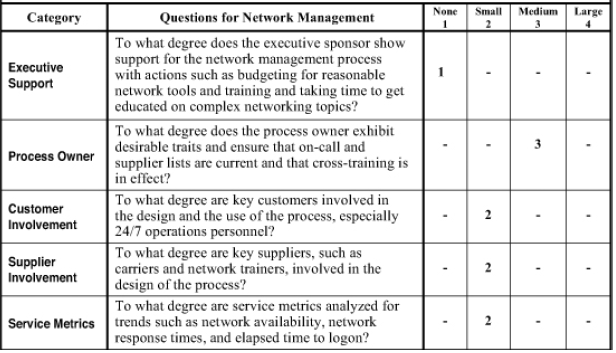 Category Questions for Network Management None 1 Small 2 Medium 3 Large 4
Executive Support
To what degree does the executive sponsor show
support for the network management process
with actions such as budgeting for reasonable
network tools and training and taking time to get
educated on complex networking topics?
1 - - -
Process Owner
To what degree does the process owner exhibit
desirable traits and ensure that on-call and
supplier lists are current and that cross-training is
in effect?
- - 3 -
Customer
Involvement
To what degree are key customers involved in
the design and the use of the process, especially
24/7 operations personnel?
- 2 - -
Supplier
Involvement
To what degree are key suppliers, such as
carriers and network trainers, involved in the
design of the process?
- 2 - -
Service Metrics
To what degree are service metrics analyzed for
trends such as network availability, network
response times, and elapsed time to logon?
- 2 - -